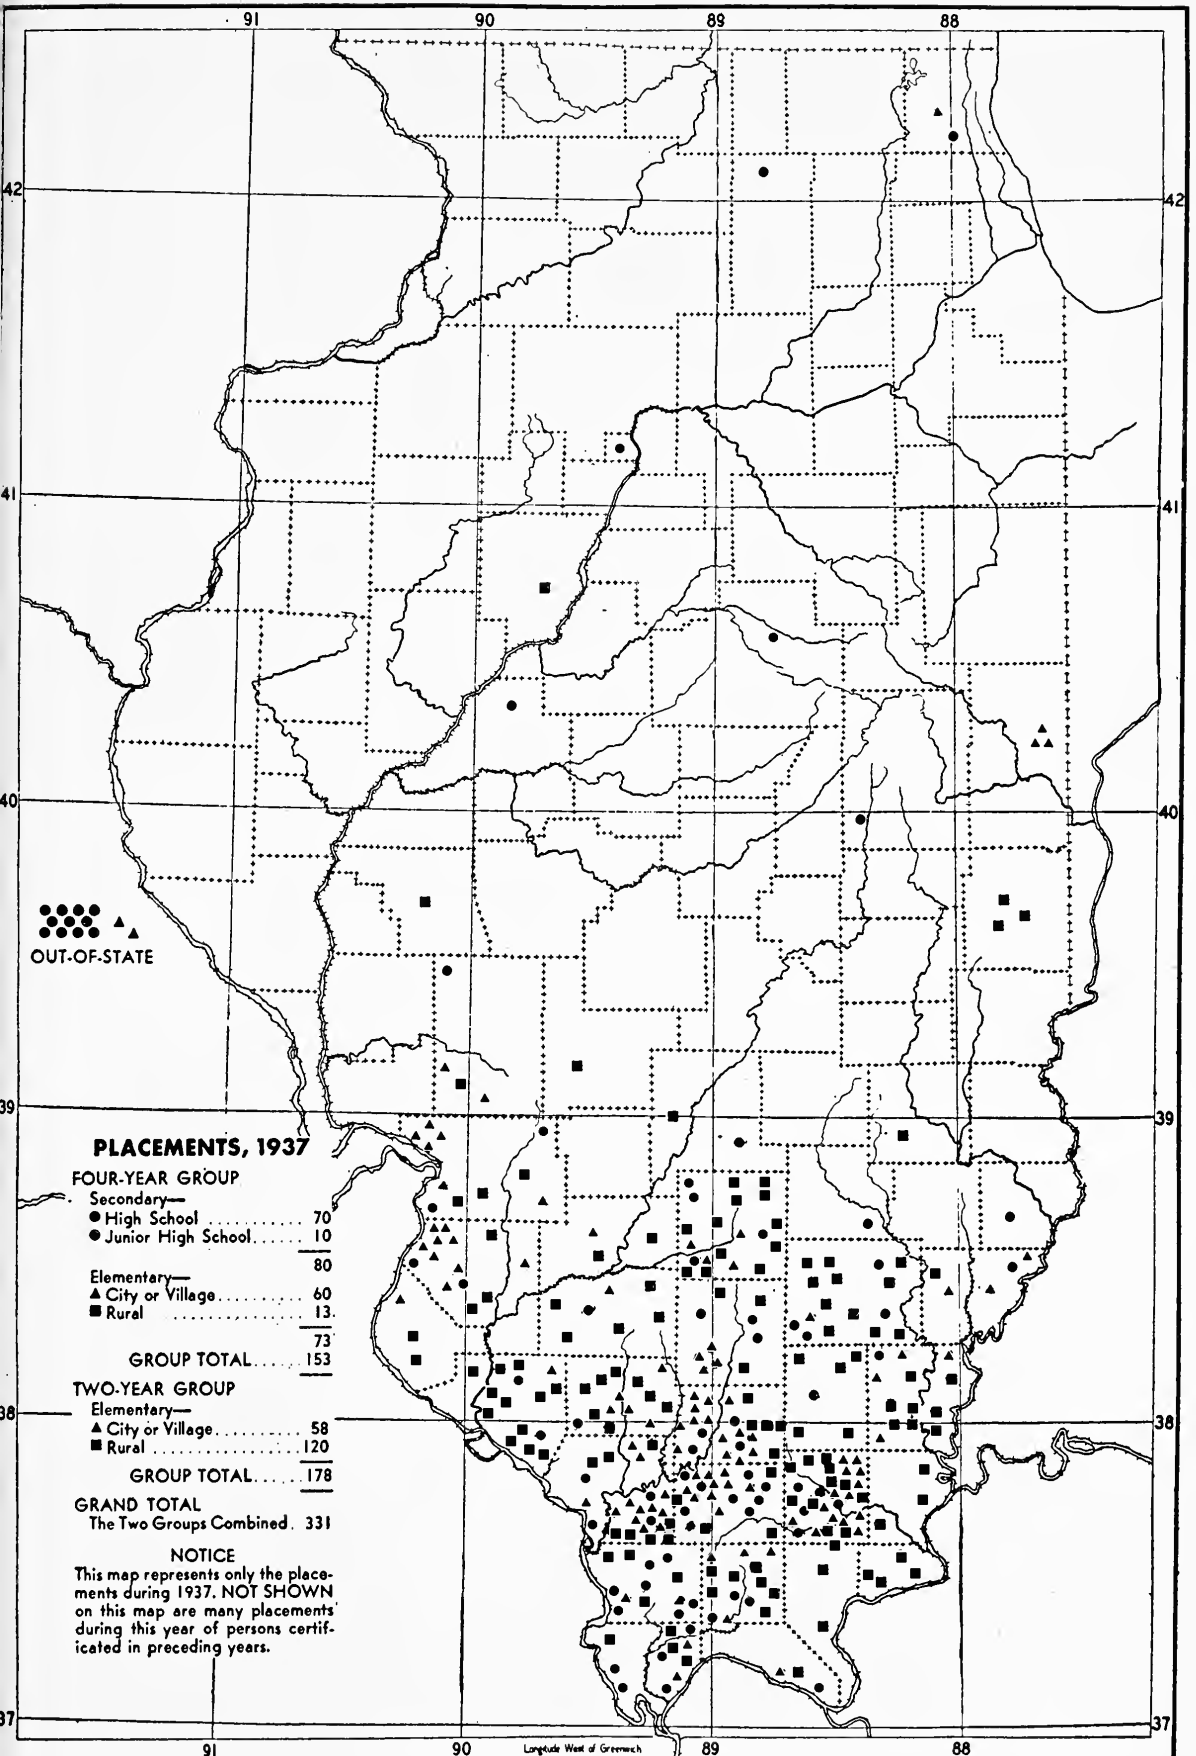 91 90 89 88
42 42
41 41
40 40
OUT-OF-STATE
39 39
PLACEMENTS, 1937
FOUR-YEAR GROUP
Secondary—
● High School .......... 70
● Junior High School...... 10
80
Elementary—
▲ City or Village......... 60
■ Rural .............. 13.
73
GROUP TOTAL...... 153
TWO-YEAR GROUP
Elementary—
▲ City or Village......... 58
■ Rural ................ 120
GROUP TOTAL...... 178
GRAND TOTAL
The Two Groups Combined. 331
38 38
NOTICE
This map represents only the place-
ments during 1937. NOT SHOWN
on this map are many placements
during this year of persons certif-
icated in preceding years.
37 37
91 90 89 88
Longitude West of Greenwich